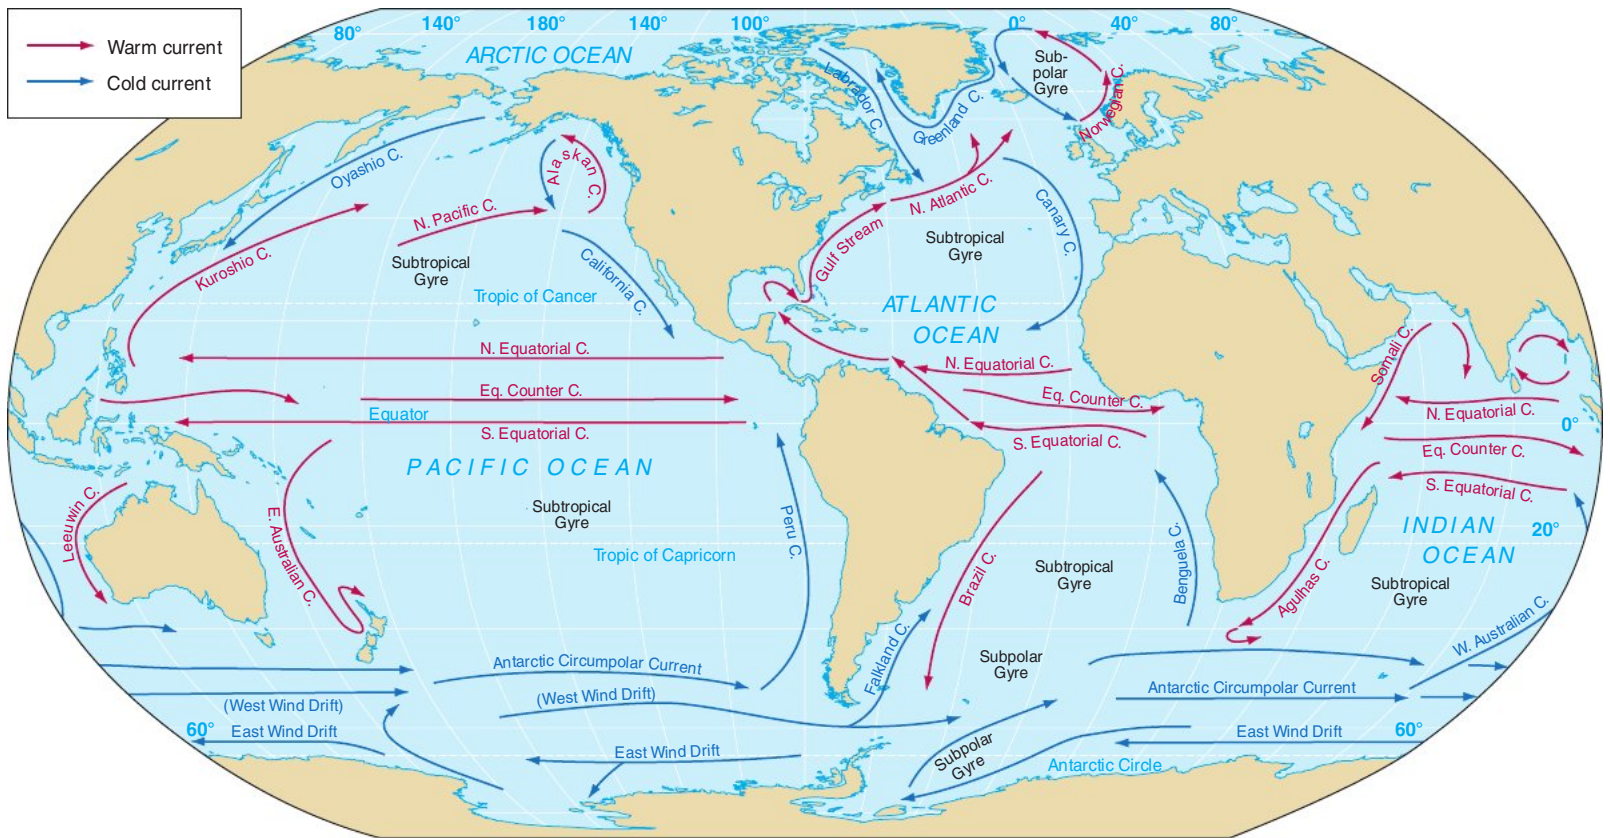 Warm current
Cold current
80°
140°
180°
140°
100°
0°
40°
80°
ARCTIC OCEAN
Sub-
polar
Gyre
Labrador C.
Greenland C.
Norwegian C.
Oyashio C.
Alaskan C.
N. Pacific C.
N. Atlantic C.
Canary C.
Kuroshio C.
Subtropical
Gyre
California C.
Gulf Stream
Subtropical
Gyre
Tropic of Cancer
ATLANTIC
OCEAN
N. Equatorial C.
N. Equatorial C.
Somali C.
Eq. Counter C.
Eq. Counter C.
N. Equatorial C.
Equator
0°
S. Equatorial C.
S. Equatorial C.
Eq. Counter C.
PACIFIC OCEAN
S. Equatorial C.
Leeuwin C.
E. Australian C.
Subtropical
Gyre
Peru C.
INDIAN
OCEAN
20°
Tropic of Capricorn
Brazil C.
Subtropical
Gyre
Benguela C.
Agulhas C.
Subtropical
Gyre
W. Australian C.
Falkland C.
Subpolar
Gyre
Antarctic Circumpolar Current
(West Wind Drift)
Antarctic Circumpolar Current
(West Wind Drift)
60°
East Wind Drift
East Wind Drift
Subpolar
Gyre
East Wind Drift
60°
Antarctic Circle